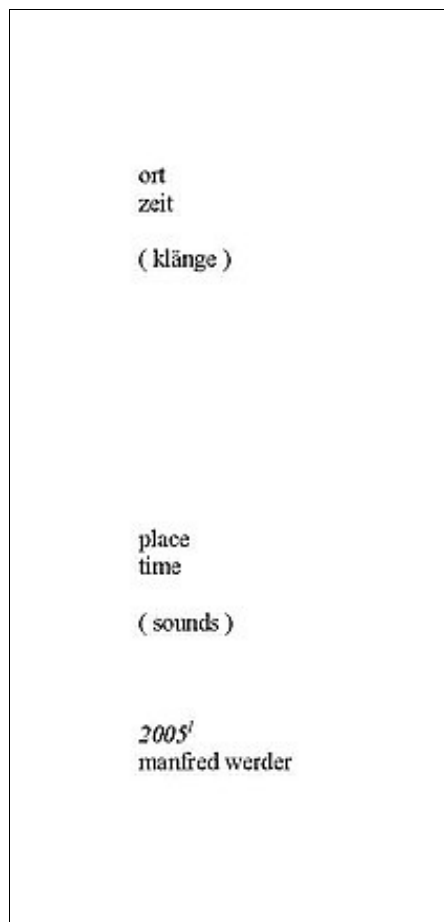 ort
zeit
( klänge )
place
time
( sounds )
2005¹
manfred werder